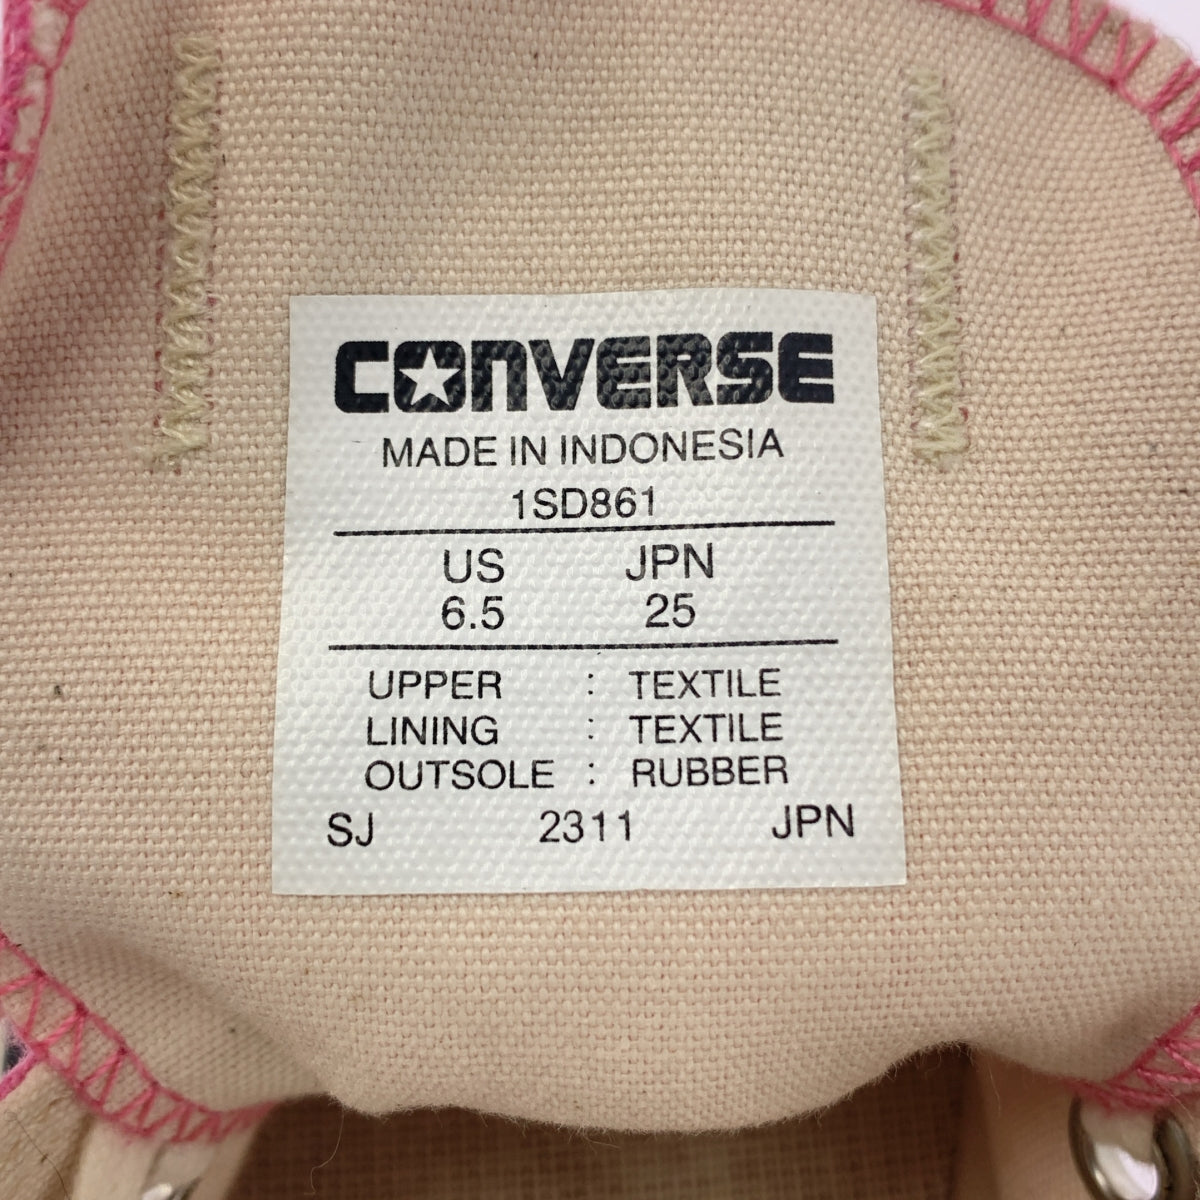 CONVERSE
MADE IN INDONESIA
1SD861
US JPN
6.5 25
UPPER : TEXTILE
LINING : TEXTILE
OUTSOLE : RUBBER
SJ 2311 JPN